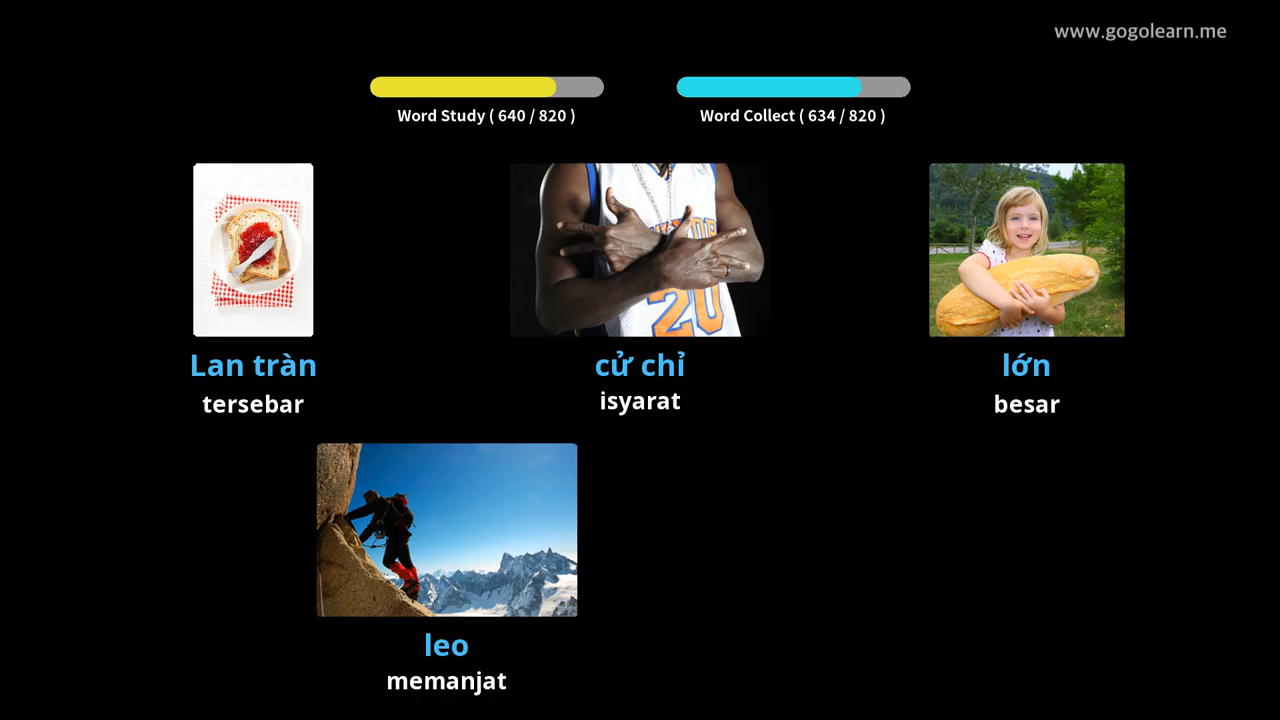 www.gogolearn.me
Word Study ( 640 / 820 )
Word Collect ( 634 / 820 )
Lan tràn
tersebar
cử chỉ
isyarat
lớn
besar
20
leo
memanjat